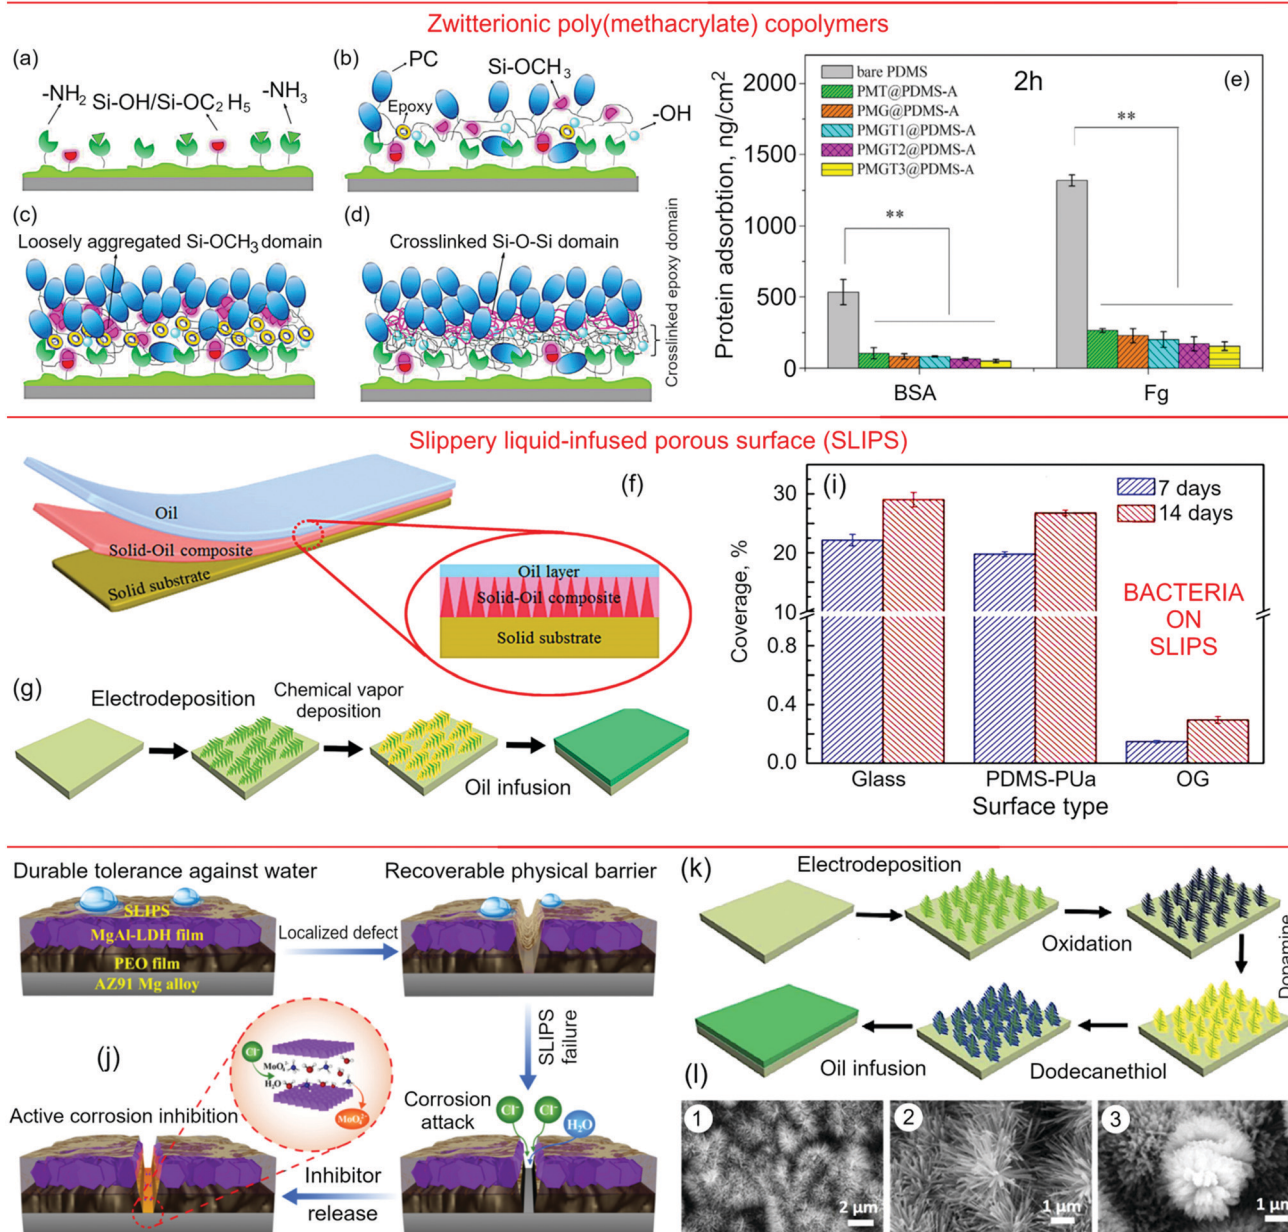 Zwitterionic poly(methacrylate) copolymers
(a)
-NH2
Si-OH/Si-OC2H5
-NH3
(b)
PC
Si-OCH3
Epoxy
-OH
(c)
Loosely aggregated Si-OCH3 domain
(d)
Crosslinked Si-O-Si domain
Crosslinked epoxy domain
(e)
2h
bare PDMS
PMT@PDMS-A
PMG@PDMS-A
PMGT1@PDMS-A
PMGT2@PDMS-A
PMGT3@PDMS-A
**
**
Protein adsorbtion, ng/cm2
2000
1500
1000
500
0
BSA
Fg
Slippery liquid-infused porous surface (SLIPS)
(f)
Oil
Solid-Oil composite
Solid substrate
Oil layer
Solid-Oil composite
Solid substrate
(g)
Electrodeposition
Chemical vapor
deposition
Oil infusion
(i)
7 days
14 days
Coverage, %
30
20
10
0.8
0.4
0.0
BACTERIA
ON
SLIPS
Glass
PDMS-PUa
OG
Surface type
Durable tolerance against water
SLIPS
MgAl-LDH film
PEO film
AZ91 Mg alloy
Localized defect
Recoverable physical barrier
SLIPS
failure
(j)
Cl-
MoO42-
H2O
MoO42-
Active corrosion inhibition
Corrosion
attack
Cl-
Cl-
H2O
Inhibitor
release
(k)
Electrodeposition
Oxidation
Dopamine
Dodecanethiol
Oil infusion
(l)
1
2 μm
2
1 μm
3
1 μm